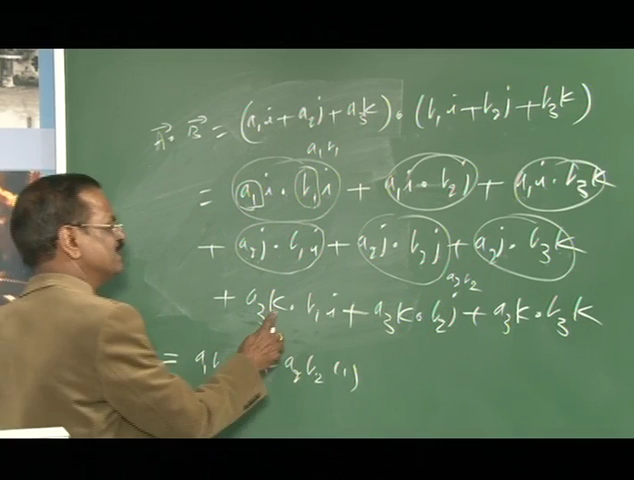 A⃗·B⃗ = (a₁i+a₂j+a₃k)·(b₁i+b₂j+b₃k)
a₁b₁
= a₁i·b₁i + a₁i·b₂j + a₁i·b₃k
+ a₂j·b₁i + a₂j·b₂j + a₂j·b₃k
a₂b₂
+ a₃k·b₁i + a₃k·b₂j + a₃k·b₃k
= a₁b a₂b₂(1)